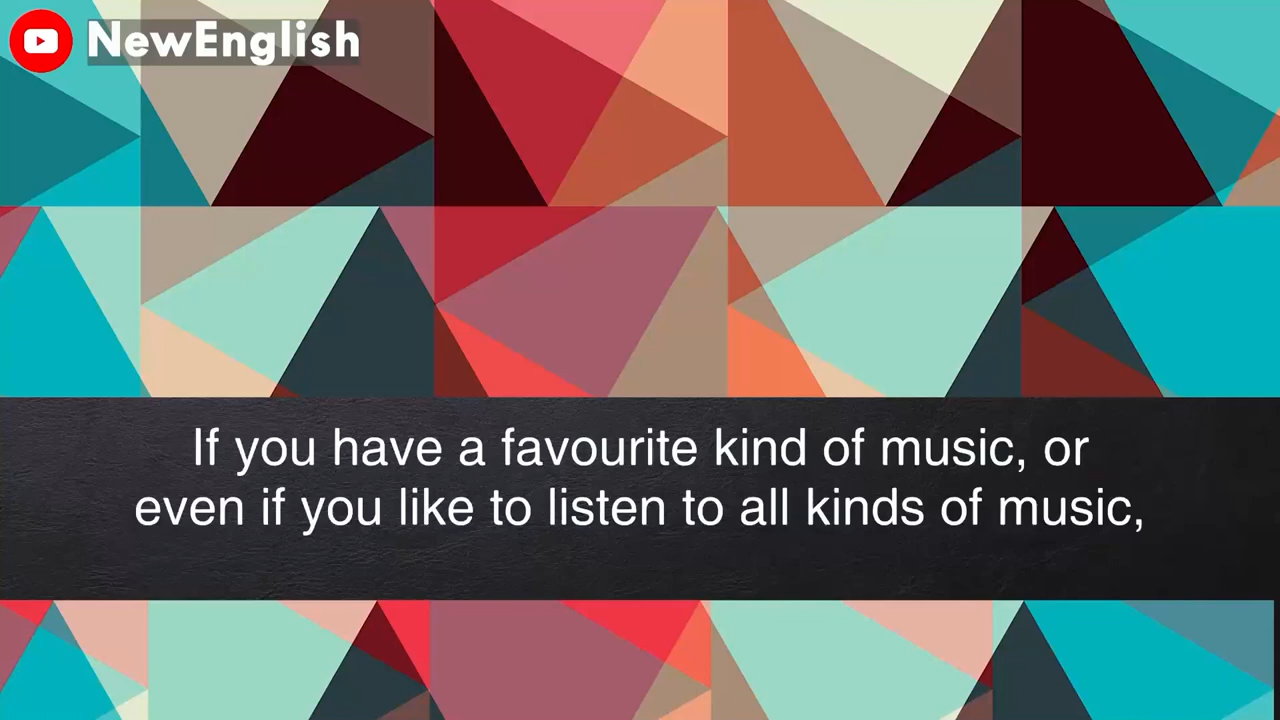 NewEnglish
If you have a favourite kind of music, or
even if you like to listen to all kinds of music,